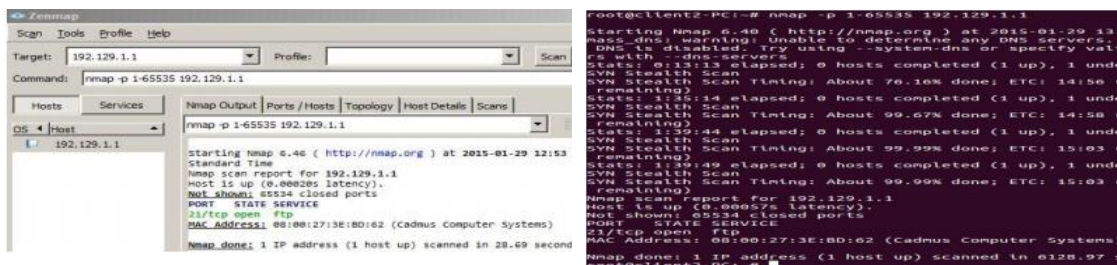 Zenmap
Scan Tools Profile Help
Target: 192.129.1.1 Profile: Scan
Command: nmap -p 1-65535 192.129.1.1
Hosts Services
Nmap Output Ports / Hosts Topology Host Details Scans
OS Host
nmap -p 1-65535 192.129.1.1
192.129.1.1
Starting Nmap 6.46 ( http://nmap.org ) at 2015-01-29 12:53
Standard Time
Nmap scan report for 192.129.1.1
Host is up (0.00020s latency).
Not shown: 65534 closed ports
PORT STATE SERVICE
21/tcp open ftp
MAC Address: 08:00:27:3E:BD:62 (Cadmus Computer Systems)
Nmap done: 1 IP address (1 host up) scanned in 28.69 second
root@client2-PC:~# nmap -p 1-65535 192.129.1.1
Starting Nmap 6.40 ( http://nmap.org ) at 2015-01-29 13
mass_dns: warning: Unable to determine any DNS servers.
DNS is disabled. Try using --system-dns or specify val
rs with --dns-servers
Stats: 0:13:13 elapsed; 0 hosts completed (1 up), 1 und
SYN Stealth Scan
SYN Stealth Scan Timing: About 76.16% done; ETC: 14:56
remaining)
Stats: 1:35:14 elapsed; 0 hosts completed (1 up), 1 und
SYN Stealth Scan
SYN Stealth Scan Timing: About 99.67% done; ETC: 14:58
remaining)
Stats: 1:39:44 elapsed; 0 hosts completed (1 up), 1 und
SYN Stealth Scan
SYN Stealth Scan Timing: About 99.99% done; ETC: 15:03
remaining)
Stats: 1:39:49 elapsed; 0 hosts completed (1 up), 1 und
SYN Stealth Scan
SYN Stealth Scan Timing: About 99.99% done; ETC: 15:03
remaining)
Nmap scan report for 192.129.1.1
Host is up (0.00057s latency).
Not shown: 65534 closed ports
PORT STATE SERVICE
21/tcp open ftp
MAC Address: 08:00:27:3E:BD:62 (Cadmus Computer Systems
Nmap done: 1 IP address (1 host up) scanned in 6128.97